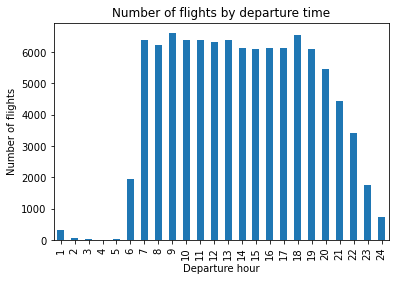 Number of flights by departure time
Number of flights
6000
5000
4000
3000
2000
1000
0
1 2 3 4 5 6 7 8 9 10 11 12 13 14 15 16 17 18 19 20 21 22 23 24
Departure hour